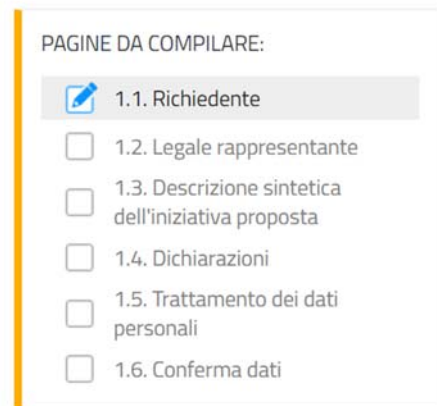 PAGINE DA COMPILARE:
1.1. Richiedente
1.2. Legale rappresentante
1.3. Descrizione sintetica
dell'iniziativa proposta
1.4. Dichiarazioni
1.5. Trattamento dei dati
personali
1.6. Conferma dati